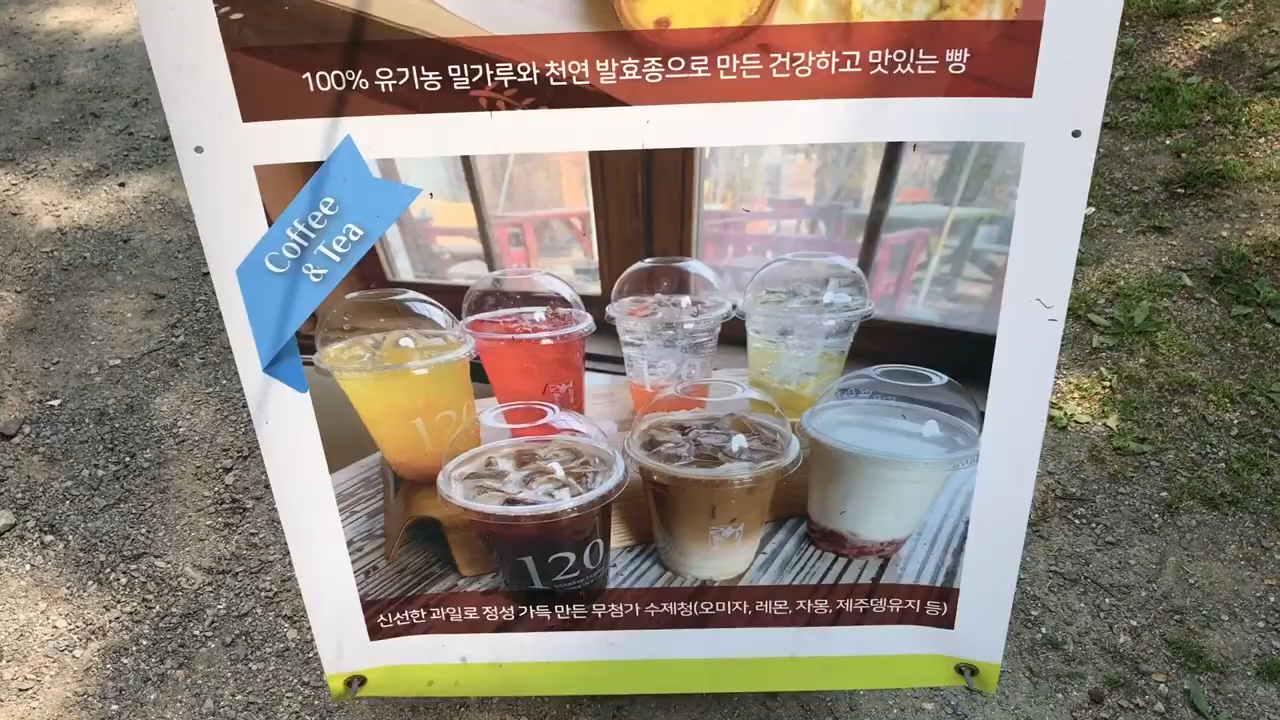 100% 유기농 밀가루와 천연 발효종으로 만든 건강하고 맛있는 빵
Coffee
& Tea
120
120
120
신선한 과일로 정성 가득 만든 무첨가 수제청(오미자, 레몬, 자몽, 제주뎅유지 등)